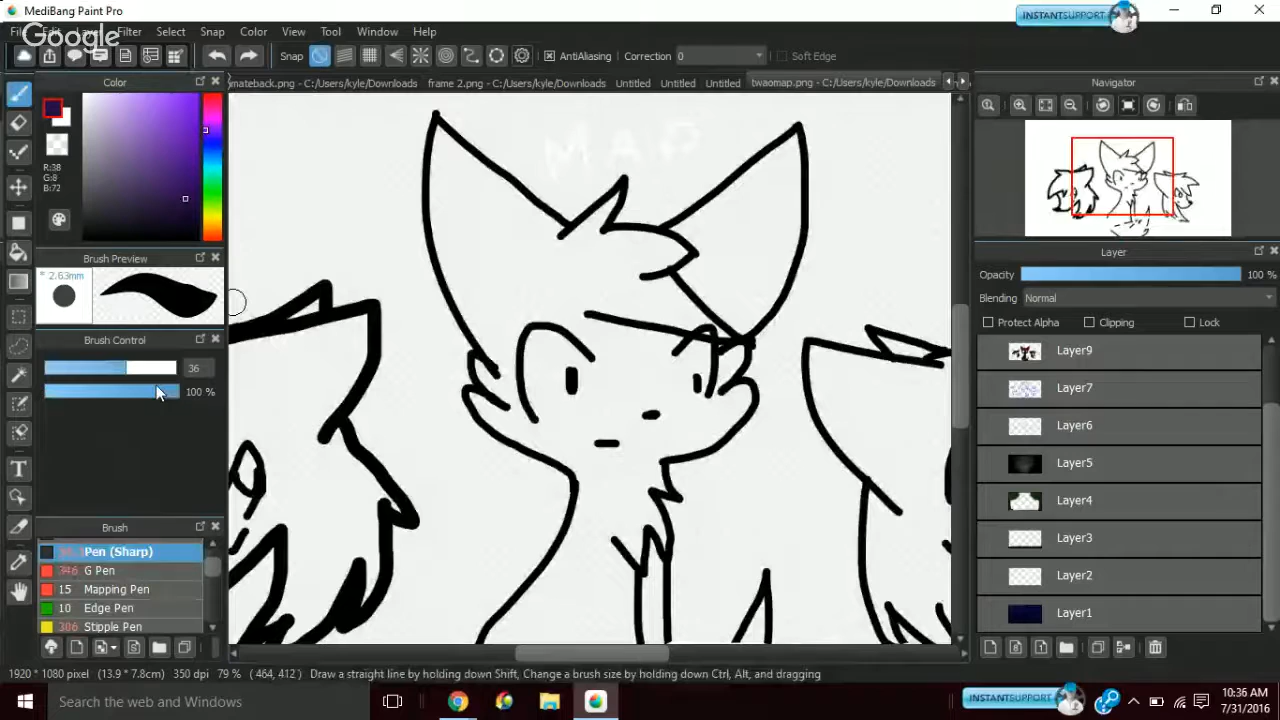 MediBang Paint Pro
INSTANTSUPPORT
Google
Filter Select Snap Color View Tool Window Help
Snap AntiAliasing Correction 0 Soft Edge
Color
mateback.png - C:/Users/kyle/Downloads frame 2.png - C:/Users/kyle/Downloads Untitled Untitled Untitled twaomap.png - C:/Users/kyle/Downloads
Navigator
MAP
R:38
G:8
B:72
Brush Preview
* 2.63mm
Layer
Opacity 100 %
Blending Normal
Protect Alpha Clipping Lock
Brush Control
36
100 %
Layer9
Layer7
Layer6
Layer5
Layer4
Layer3
Layer2
Layer1
Brush
Pen (Sharp)
G Pen
15 Mapping Pen
10 Edge Pen
306 Stipple Pen
1920 * 1080 pixel (13.9 * 7.8cm) 350 dpi 79 % ( 464, 412 ) Draw a straight line by holding down Shift, Change a brush size by holding down Ctrl, Alt, and dragging
Search the web and Windows
INSTANTSUPPORT
10:36 AM
7/31/2016